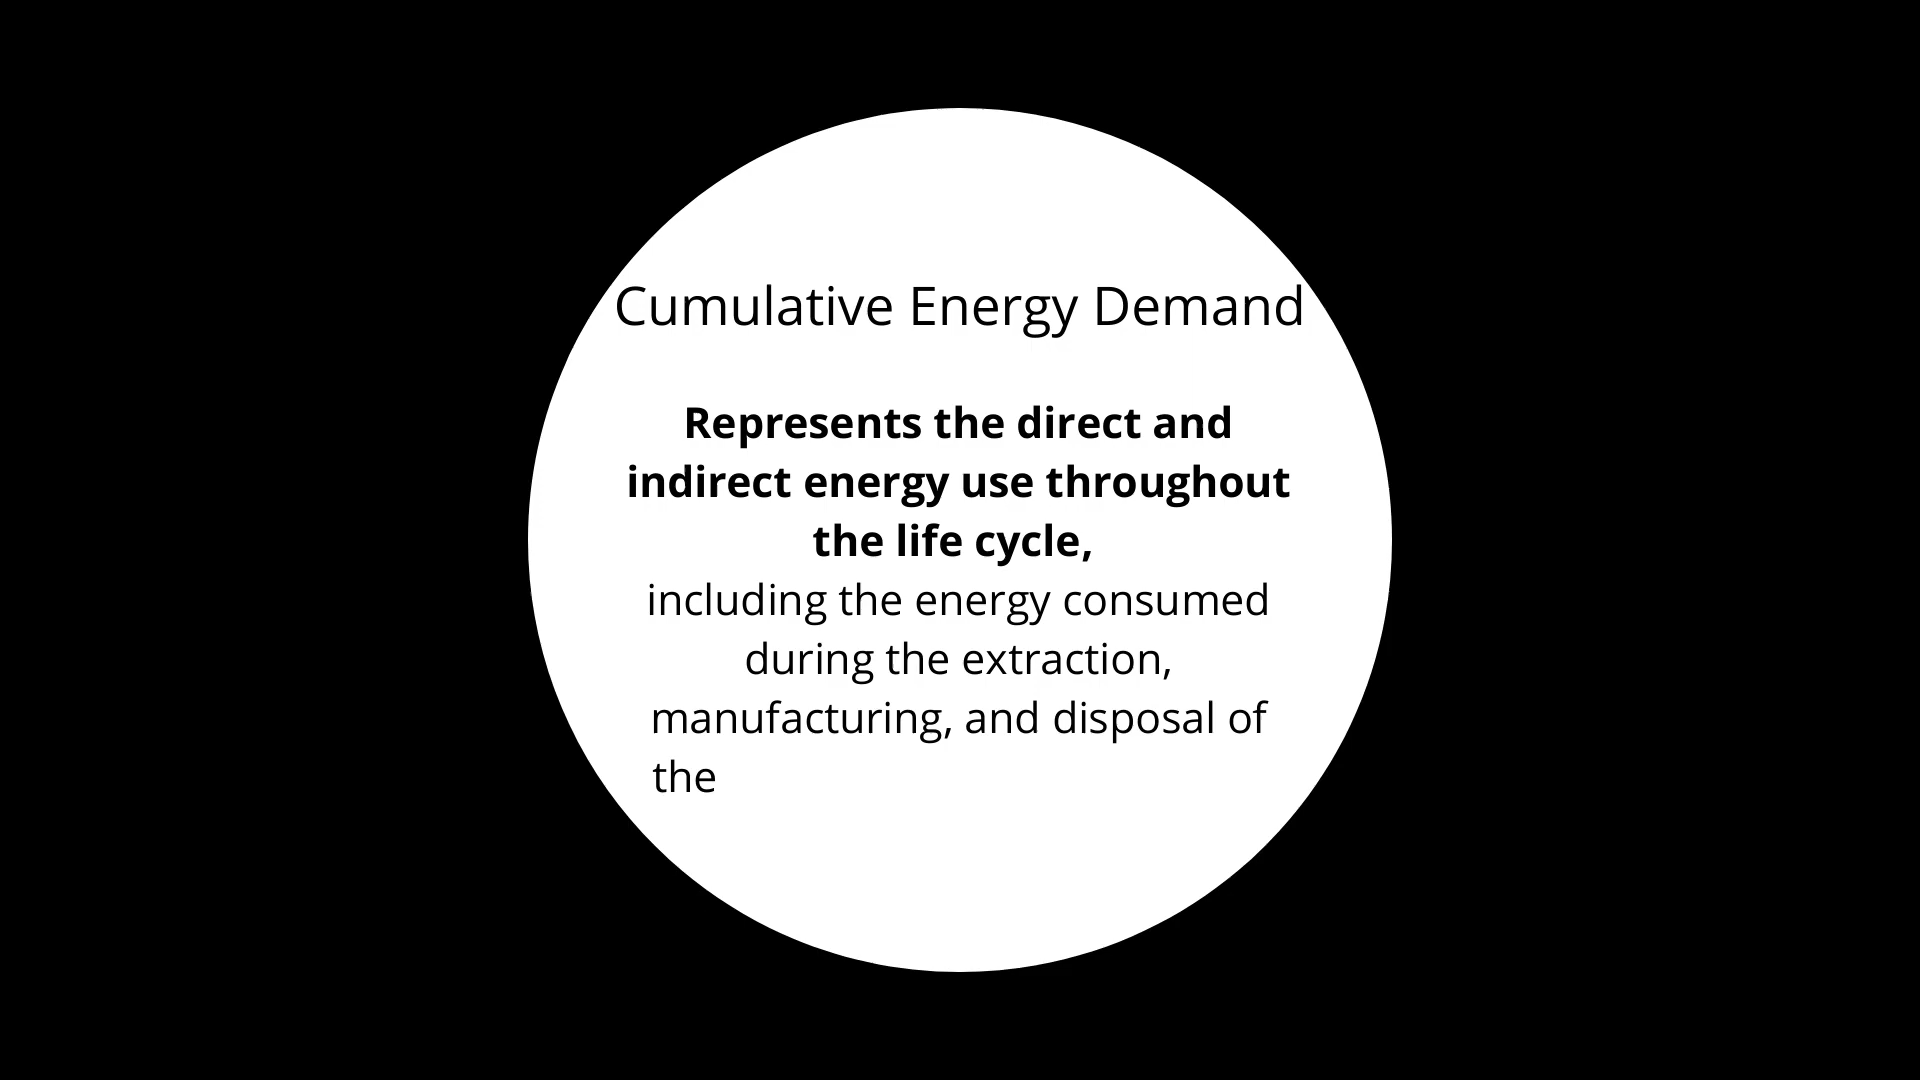 Cumulative Energy Demand
Represents the direct and
indirect energy use throughout
the life cycle,
including the energy consumed
during the extraction,
manufacturing, and disposal of
the